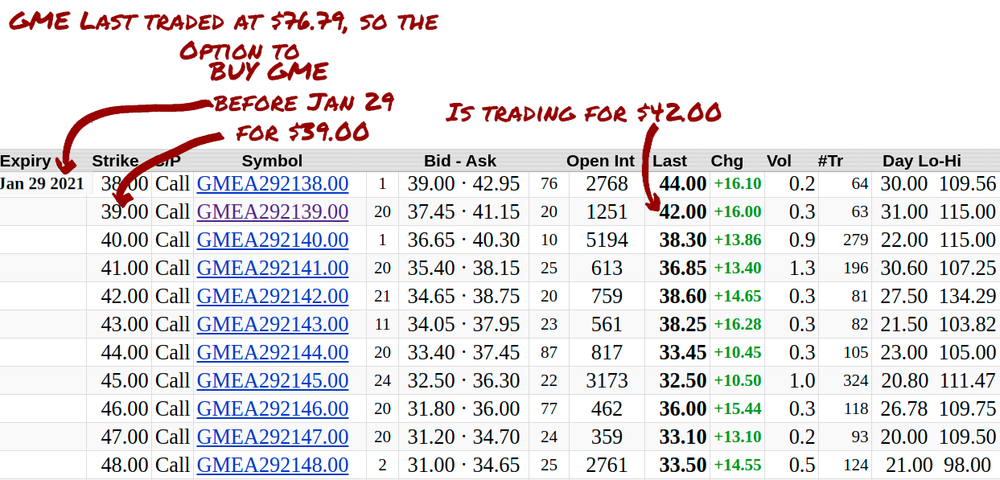 GME Last traded at $76.79, so the
Option to
BUY GME
before Jan 29
for $39.00
Is trading for $42.00
Expiry Strike C/P Symbol Bid - Ask Open Int Last Chg Vol #Tr Day Lo-Hi
Jan 29 2021 38.00 Call GMEA292138.00 1 39.00 · 42.95 76 2768 44.00 +16.10 0.2 64 30.00 109.56
39.00 Call GMEA292139.00 20 37.45 · 41.15 20 1251 42.00 +16.00 0.3 63 31.00 115.00
40.00 Call GMEA292140.00 1 36.65 · 40.30 10 5194 38.30 +13.86 0.9 279 22.00 115.00
41.00 Call GMEA292141.00 20 35.40 · 38.15 25 613 36.85 +13.40 1.3 196 30.60 107.25
42.00 Call GMEA292142.00 21 34.65 · 38.75 20 759 38.60 +14.65 0.3 81 27.50 134.29
43.00 Call GMEA292143.00 11 34.05 · 37.95 23 561 38.25 +16.28 0.3 82 21.50 103.82
44.00 Call GMEA292144.00 20 33.40 · 37.45 87 817 33.45 +10.45 0.3 105 23.00 105.00
45.00 Call GMEA292145.00 24 32.50 · 36.30 22 3173 32.50 +10.50 1.0 324 20.80 111.47
46.00 Call GMEA292146.00 20 31.80 · 36.00 77 462 36.00 +15.44 0.3 118 26.78 109.75
47.00 Call GMEA292147.00 20 31.20 · 34.70 24 359 33.10 +13.10 0.2 93 20.00 109.50
48.00 Call GMEA292148.00 2 31.00 · 34.65 25 2761 33.50 +14.55 0.5 124 21.00 98.00